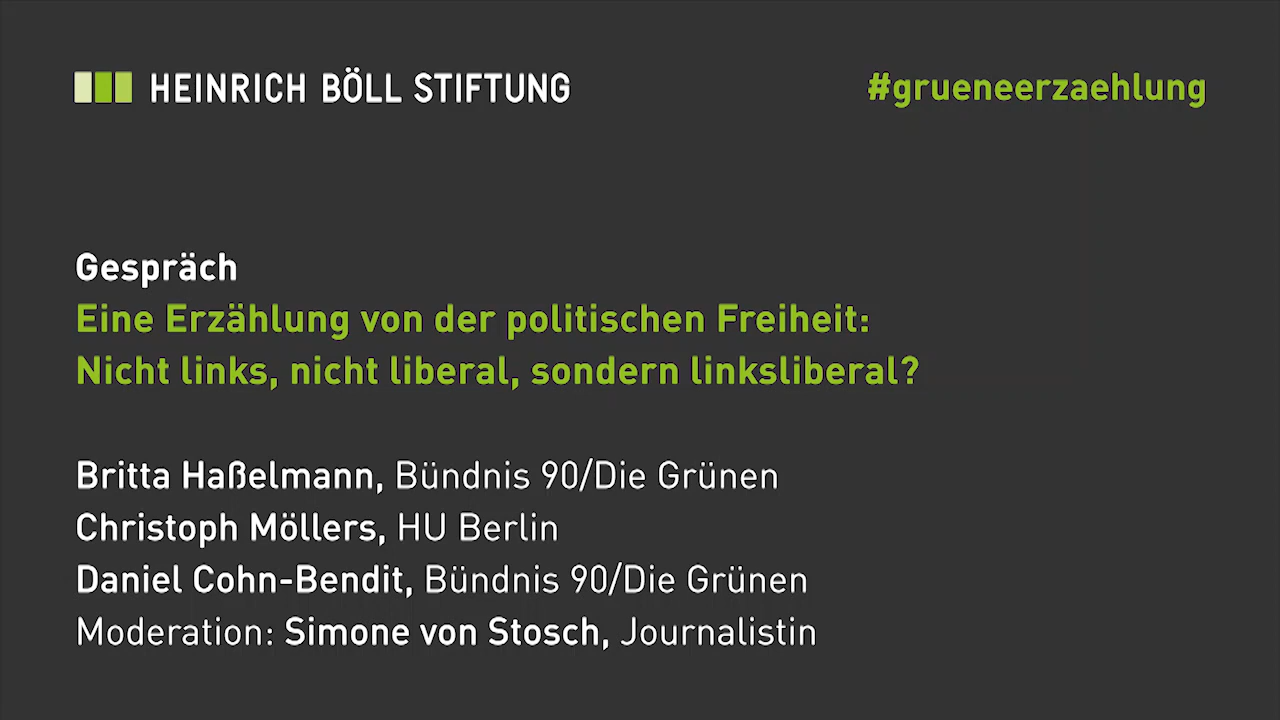 HEINRICH BÖLL STIFTUNG
#grueneerzaehlung
Gespräch
Eine Erzählung von der politischen Freiheit:
Nicht links, nicht liberal, sondern linksliberal?
Britta Haßelmann, Bündnis 90/Die Grünen
Christoph Möllers, HU Berlin
Daniel Cohn-Bendit, Bündnis 90/Die Grünen
Moderation: Simone von Stosch, Journalistin